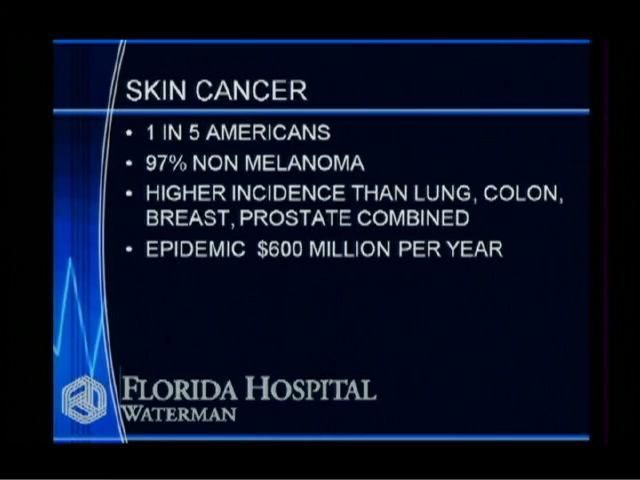 SKIN CANCER
• 1 IN 5 AMERICANS
• 97% NON MELANOMA
• HIGHER INCIDENCE THAN LUNG, COLON,
BREAST, PROSTATE COMBINED
• EPIDEMIC $600 MILLION PER YEAR
FLORIDA HOSPITAL
WATERMAN